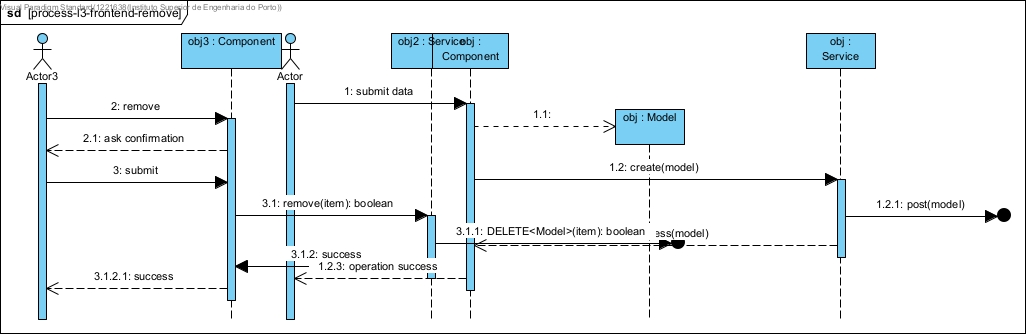 Visual Paradigm Standard(1221638(Instituto Superior de Engenharia do Porto))
sd [process-l3-frontend-remove]
Actor3
obj3 : Component
Actor
obj2 : Service
obj :
Component
obj :
Service
1: submit data
2: remove
1.1:
obj : Model
2.1: ask confirmation
3: submit
1.2: create(model)
3.1: remove(item): boolean
1.2.1: post(model)
3.1.1: DELETE<Model>(item): boolean
ess(model)
3.1.2: success
1.2.3: operation success
3.1.2.1: success